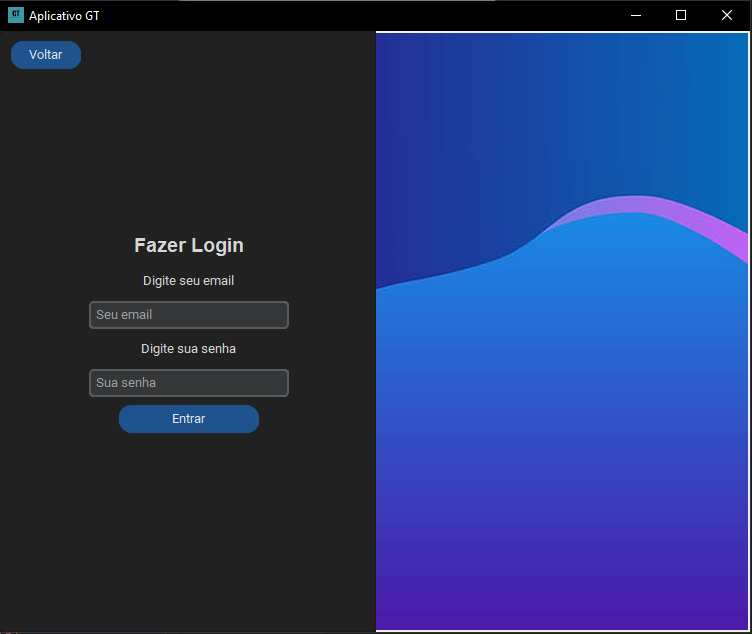 GT Aplicativo GT
Voltar
Fazer Login
Digite seu email
Seu email
Digite sua senha
Sua senha
Entrar